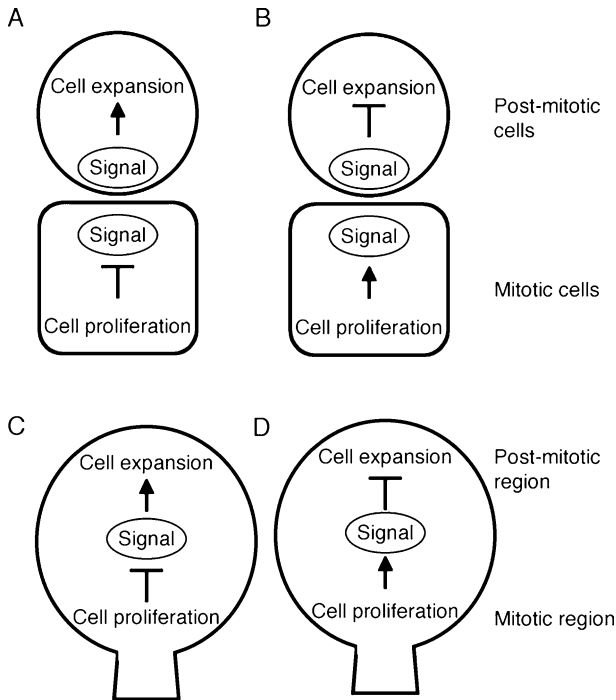 A
B
Cell expansion
Cell expansion
Post-mitotic
cells
Signal
Signal
Signal
Signal
Mitotic cells
Cell proliferation
Cell proliferation
C
D
Cell expansion
Cell expansion
Post-mitotic
region
Signal
Signal
Cell proliferation
Cell proliferation
Mitotic region